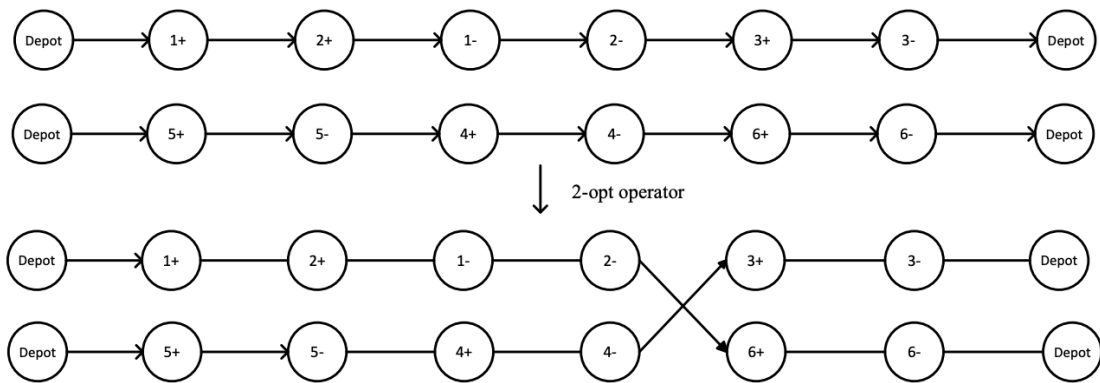 Depot 1+ 2+ 1- 2- 3+ 3- Depot
Depot 5+ 5- 4+ 4- 6+ 6- Depot
2-opt operator
Depot 1+ 2+ 1- 2- 3+ 3- Depot
Depot 5+ 5- 4+ 4- 6+ 6- Depot